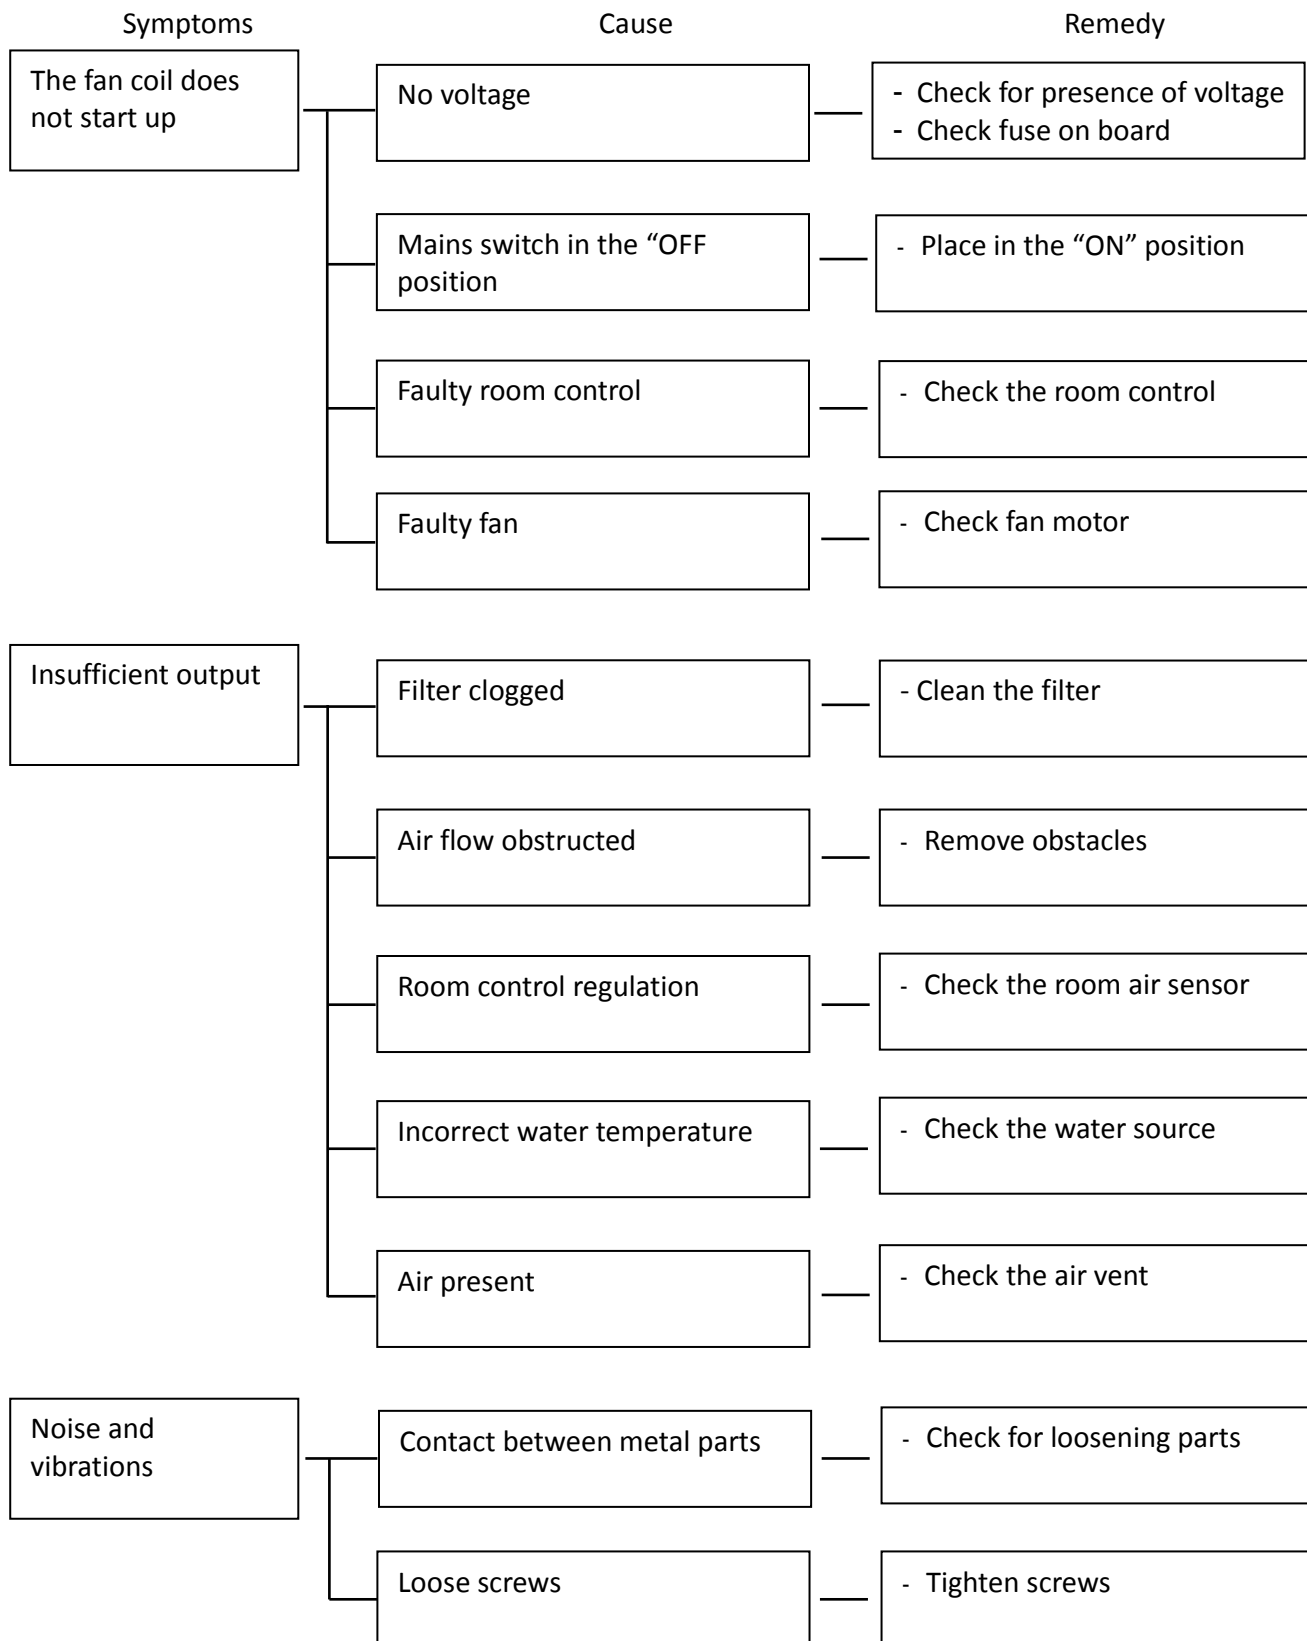 Symptoms Cause Remedy
The fan coil does
not start up
No voltage
- Check for presence of voltage
- Check fuse on board
Mains switch in the “OFF
position
- Place in the “ON” position
Faulty room control
- Check the room control
Faulty fan
- Check fan motor
Insufficient output
Filter clogged
- Clean the filter
Air flow obstructed
- Remove obstacles
Room control regulation
- Check the room air sensor
Incorrect water temperature
- Check the water source
Air present
- Check the air vent
Noise and
vibrations
Contact between metal parts
- Check for loosening parts
Loose screws
- Tighten screws